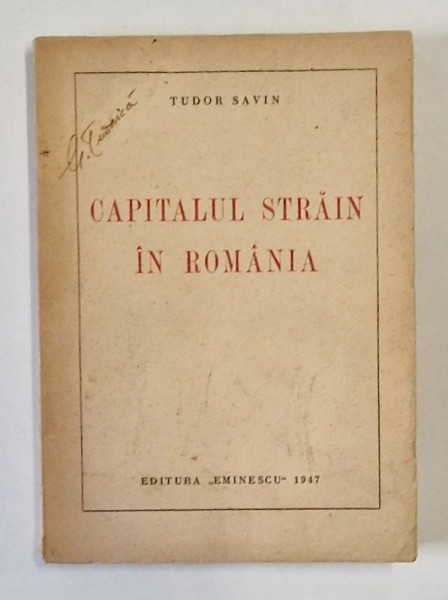 TUDOR SAVIN
CAPITALUL STRĂIN
ÎN ROMÂNIA
EDITURA „EMINESCU“ 1947